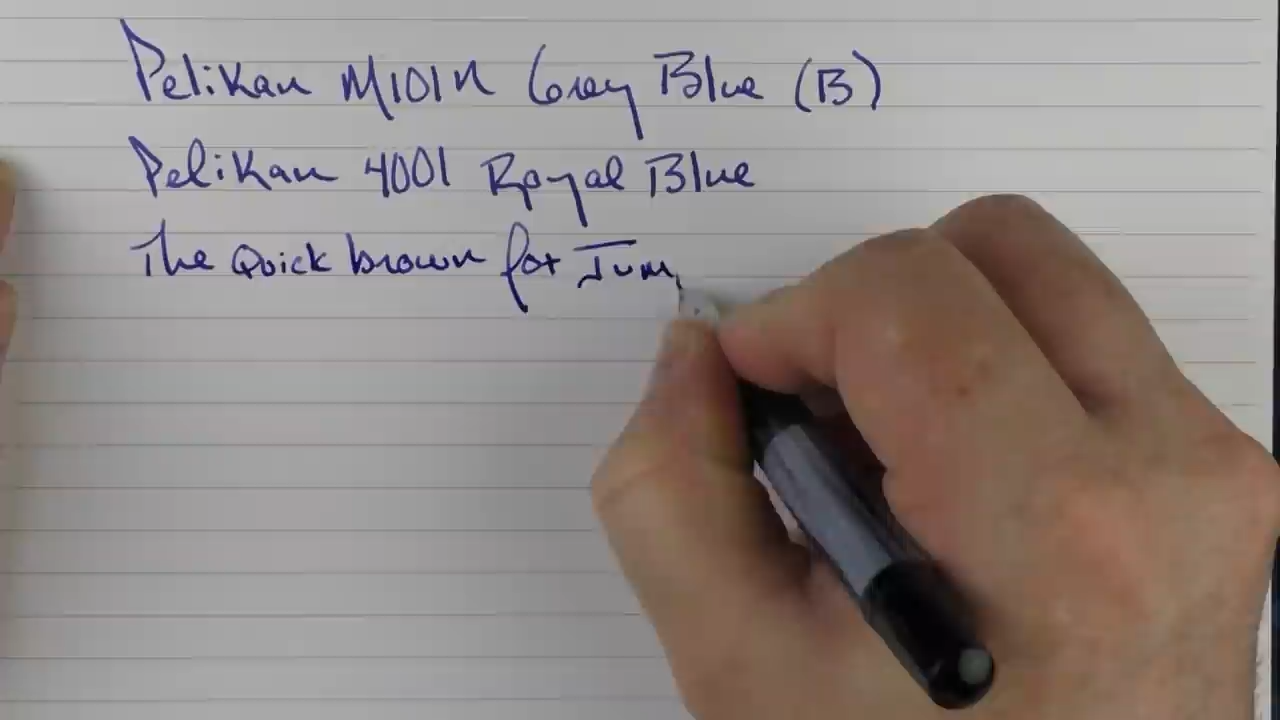 Pelikan M101N Grey Blue (B)
Pelikan 4001 Royal Blue
The Quick brown fox Jum